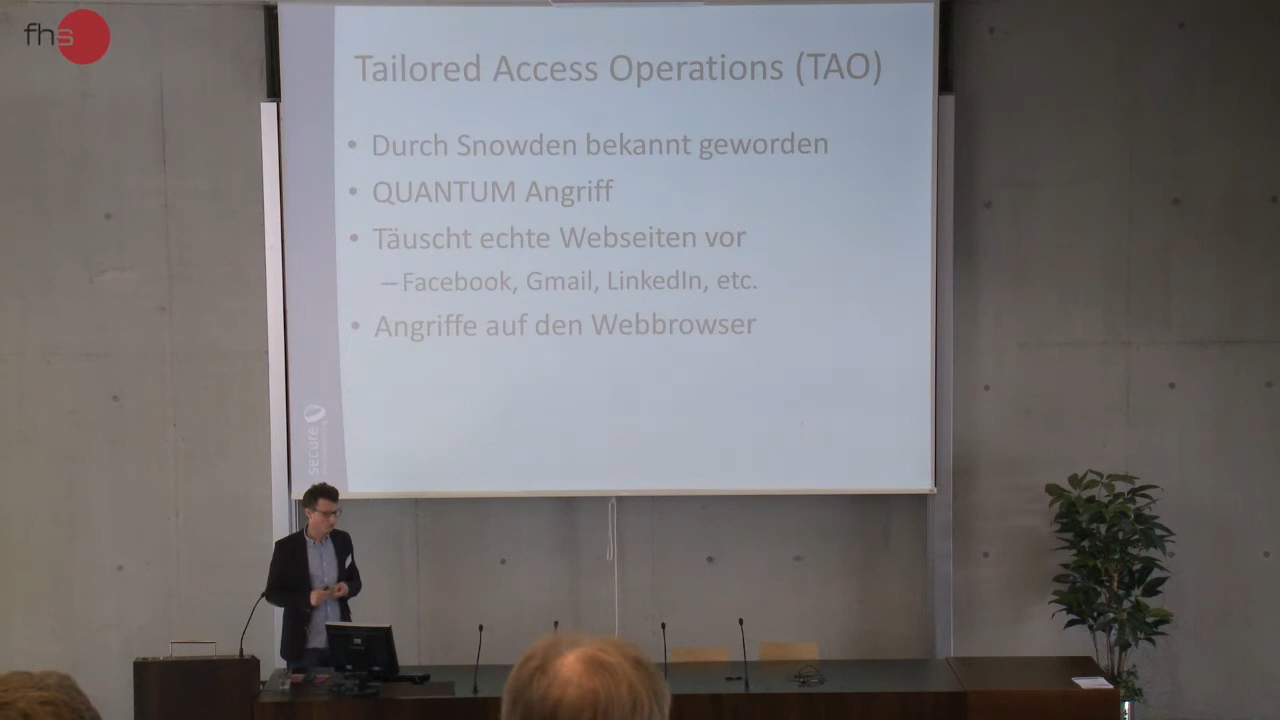 fhs
Tailored Access Operations (TAO)
• Durch Snowden bekannt geworden
• QUANTUM Angriff
• Täuscht echte Webseiten vor
– Facebook, Gmail, LinkedIn, etc.
• Angriffe auf den Webbrowser
secure